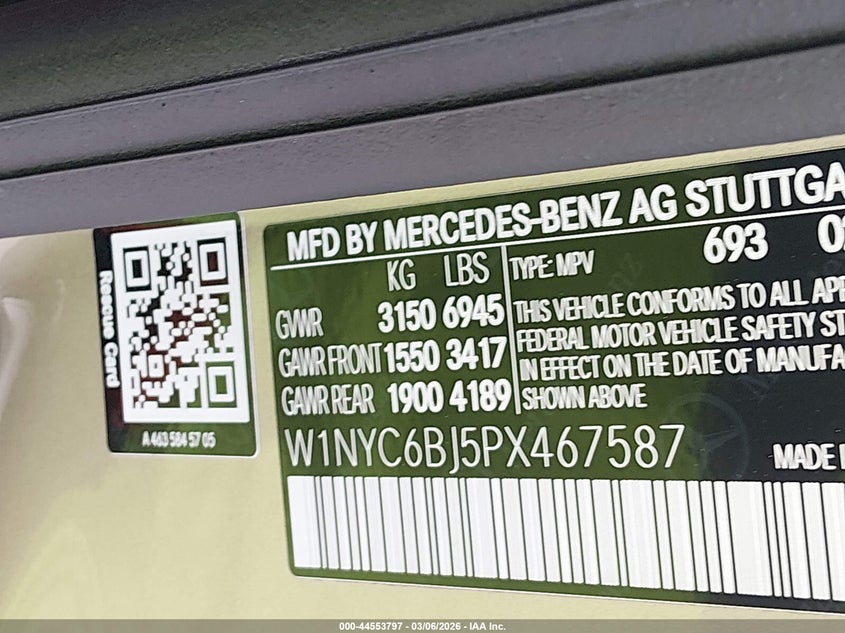 MFD BY MERCEDES-BENZ AG STUTTGA
693
KG LBS
TYPE: MPV
GVWR 3150 6945
GAWR FRONT 1550 3417
GAWR REAR 1900 4189
THIS VEHICLE CONFORMS TO ALL APP
FEDERAL MOTOR VEHICLE SAFETY ST
IN EFFECT ON THE DATE OF MANUFA
SHOWN ABOVE
W1NYC6BJ5PX467587
MADE
Rescue Card
A 463 584 57 05
000-44553797 - 03/06/2026 - IAA Inc.